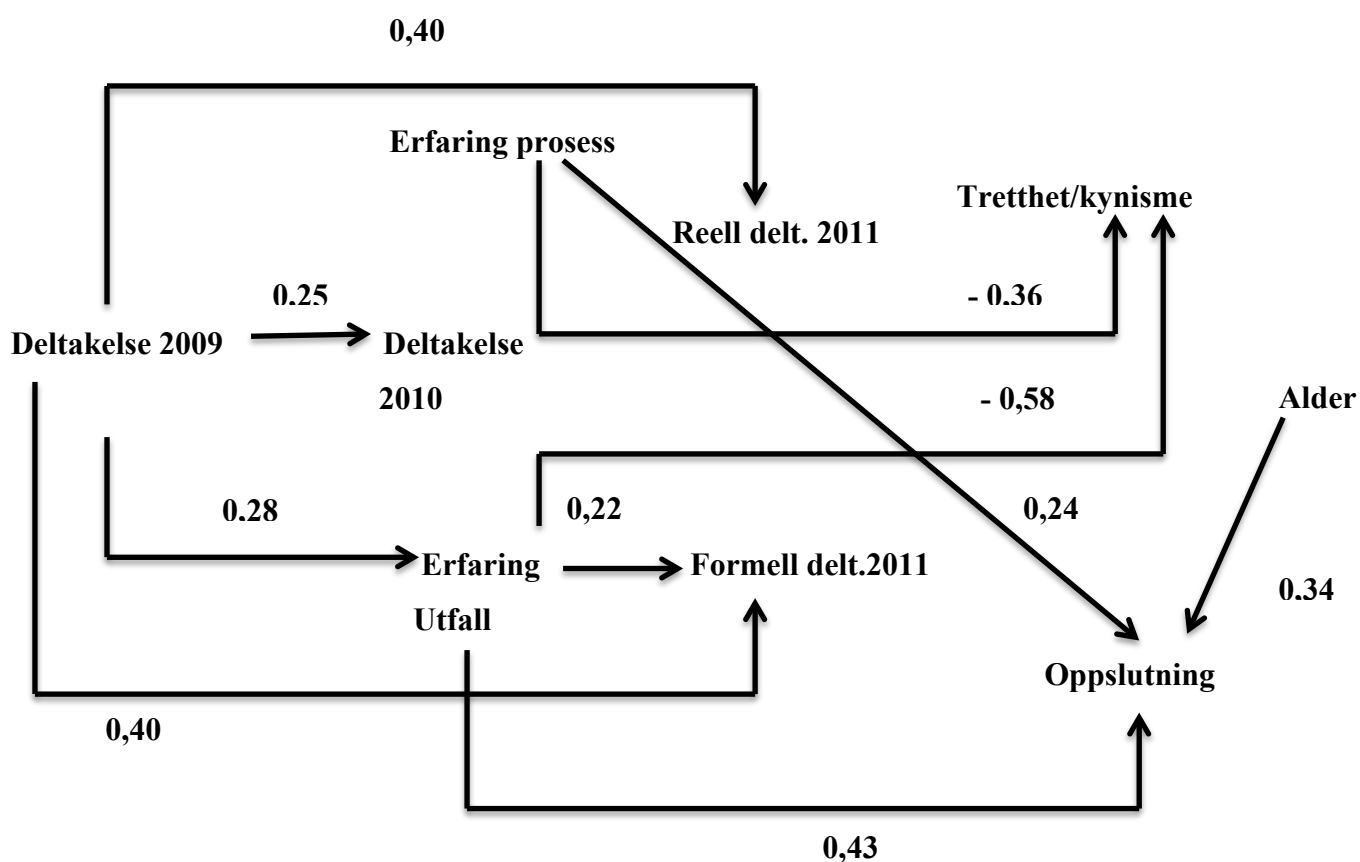 0,40
Erfaring prosess
Tretthet/kynisme
Reell delt. 2011
0,25
- 0,36
Deltakelse 2009
Deltakelse
2010
- 0,58
Alder
0,28
0,22
0,24
Erfaring
Formell delt.2011
0,34
Utfall
Oppslutning
0,40
0,43